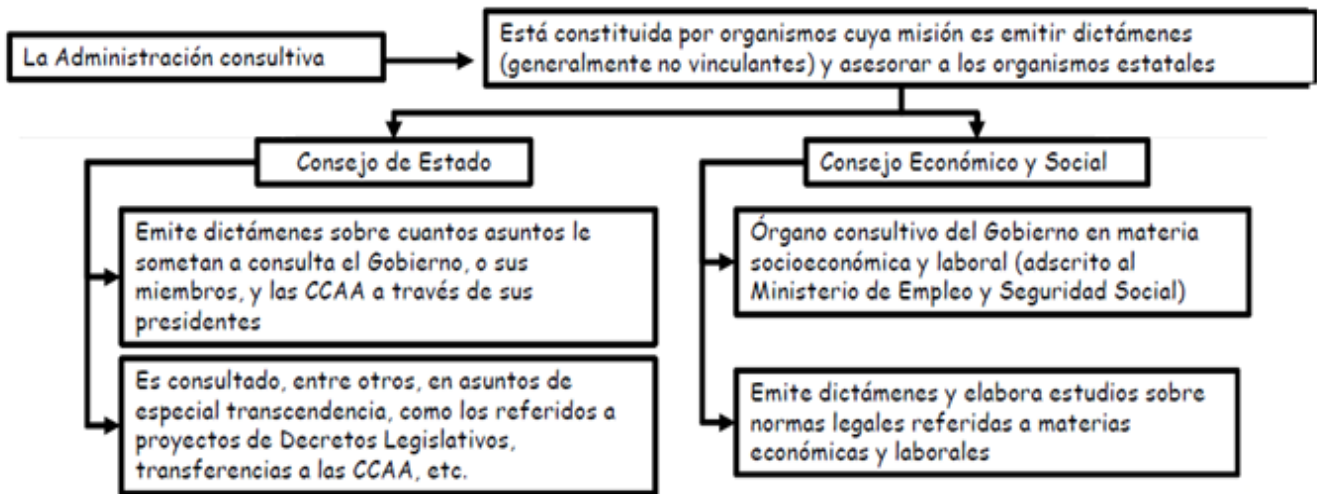 La Administración consultiva
Está constituida por organismos cuya misión es emitir dictámenes
(generalmente no vinculantes) y asesorar a los organismos estatales
Consejo de Estado
Emite dictámenes sobre cuantos asuntos le
sometan a consulta el Gobierno, o sus
miembros, y las CCAA a través de sus
presidentes
Es consultado, entre otros, en asuntos de
especial transcendencia, como los referidos a
proyectos de Decretos Legislativos,
transferencias a las CCAA, etc.
Consejo Económico y Social
Órgano consultivo del Gobierno en materia
socioeconómica y laboral (adscrito al
Ministerio de Empleo y Seguridad Social)
Emite dictámenes y elabora estudios sobre
normas legales referidas a materias
económicas y laborales